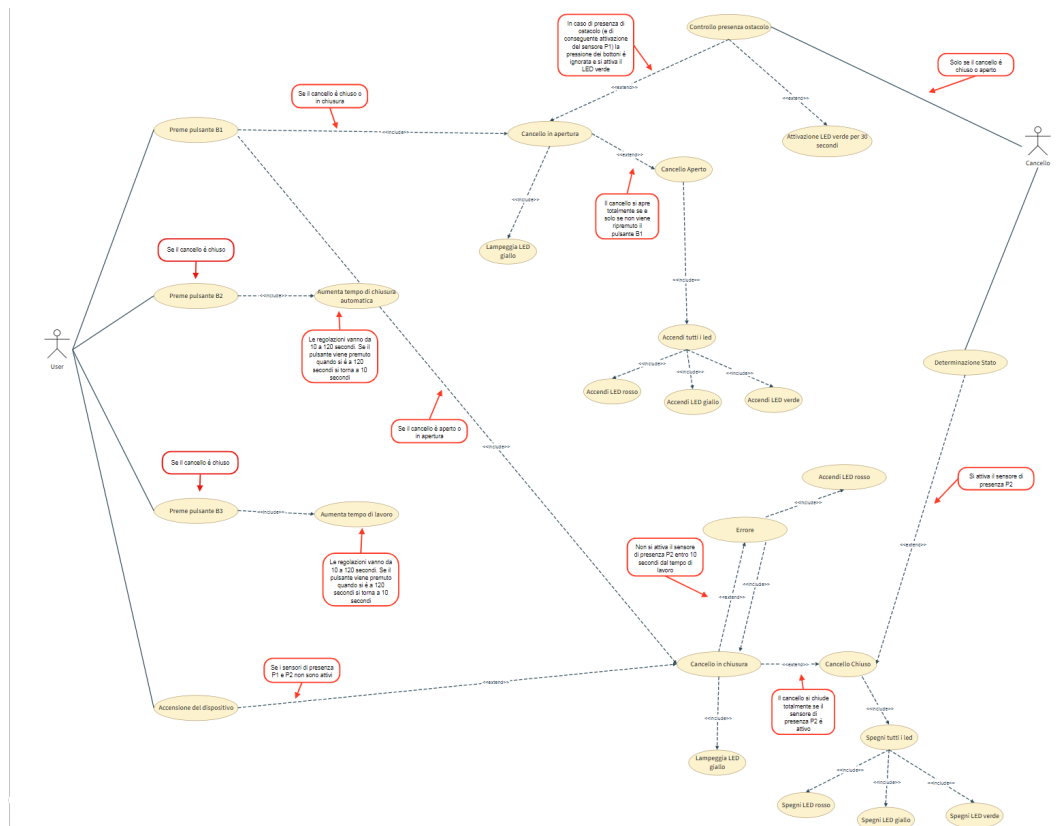 In caso di presenza di
ostacolo (e di
conseguente attivazione
del sensore P1) la
pressione dei bottoni é
ignorata e si attiva il
LED verde
Controllo presenza ostacolo
Solo se il cancello é
chiuso o aperto
<<extend>>
<<extend>>
Se il cancello é chiuso o
in chiusura
Preme pulsante B1
<<include>>
Cancello in apertura
Attivazione LED verde per 30
secondi
Cancello
<<extend>>
Cancello Aperto
<<include>>
Il cancello si apre
totalmente se e
solo se non viene
ripremuto il
pulsante B1
Lampeggia LED
giallo
Se il cancello é chiuso
Preme pulsante B2
<<include>>
Aumenta tempo di chiusura
automatica
<<include>>
Le regolazioni vanno da
10 a 120 secondi. Se il
pulsante viene premuto
quando si é a 120
secondi si torna a 10
secondi
User
Accendi tutti i led
<<include>>
<<include>>
<<include>>
Accendi LED rosso
Accendi LED giallo
Accendi LED verde
Determinazione Stato
Se il cancello é aperto o
in apertura
Se il cancello é chiuso
<<include>>
Accendi LED rosso
Si attiva il sensore di
presenza P2
Preme pulsante B3
<<include>>
Aumenta tempo di lavoro
<<include>>
Errore
Non si attiva il sensore
di presenza P2 entro 10
secondi dal tempo di
lavoro
<<extend>>
<<include>>
<<extend>>
Le regolazioni vanno da
10 a 120 secondi. Se il
pulsante viene premuto
quando si é a 120
secondi si torna a 10
secondi
Se i sensori di presenza
P1 e P2 non sono attivi
Cancello in chiusura
<<extend>>
Cancello Chiuso
<<extend>>
Accensione del dispositivo
Il cancello si chiude
totalmente se il
sensore di
presenza P2 é
attivo
<<include>>
<<include>>
Spegni tutti i led
Lampeggia LED
giallo
<<include>>
<<include>>
<<include>>
Spegni LED rosso
Spegni LED giallo
Spegni LED verde